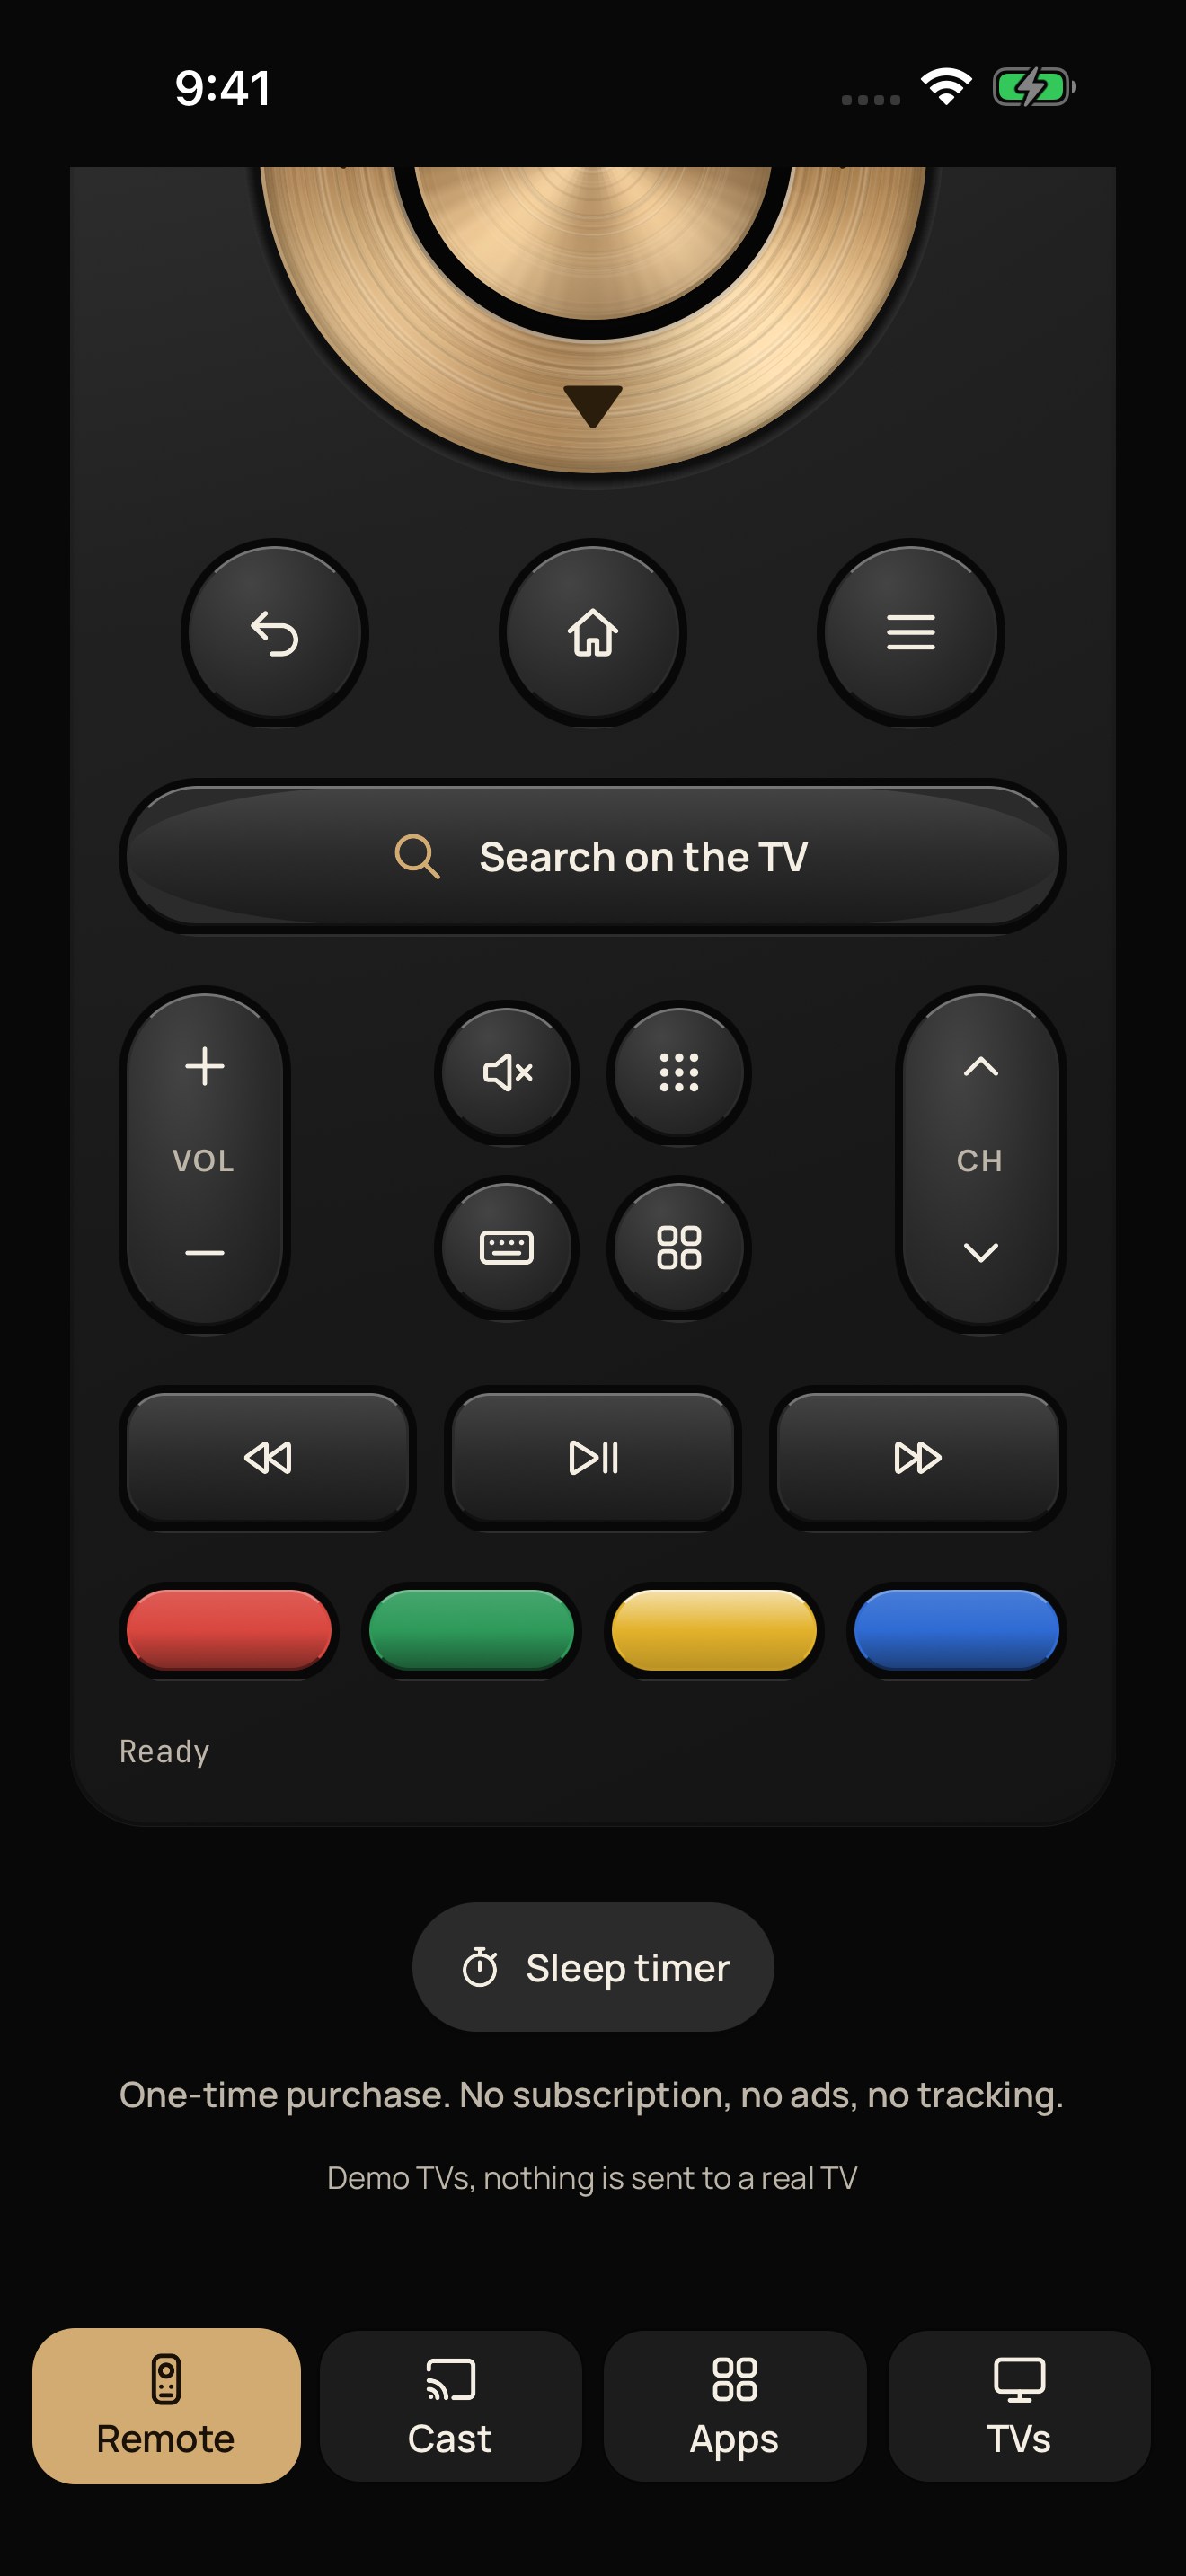 9:41
Search on the TV
VOL
CH
Ready
Sleep timer
One-time purchase. No subscription, no ads, no tracking.
Demo TVs, nothing is sent to a real TV
Remote
Cast
Apps
TVs